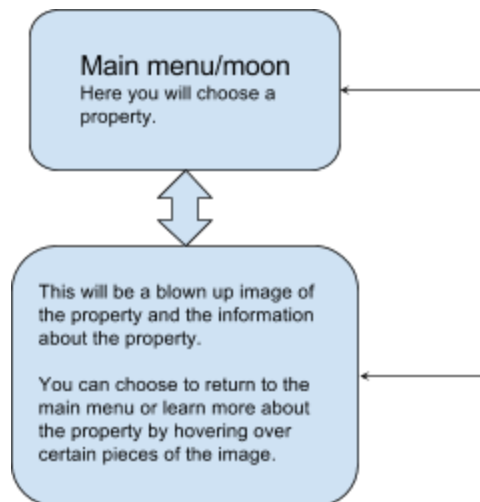 Main menu/moon
Here you will choose a
property.
This will be a blown up image of
the property and the information
about the property.
You can choose to return to the
main menu or learn more about
the property by hovering over
certain pieces of the image.